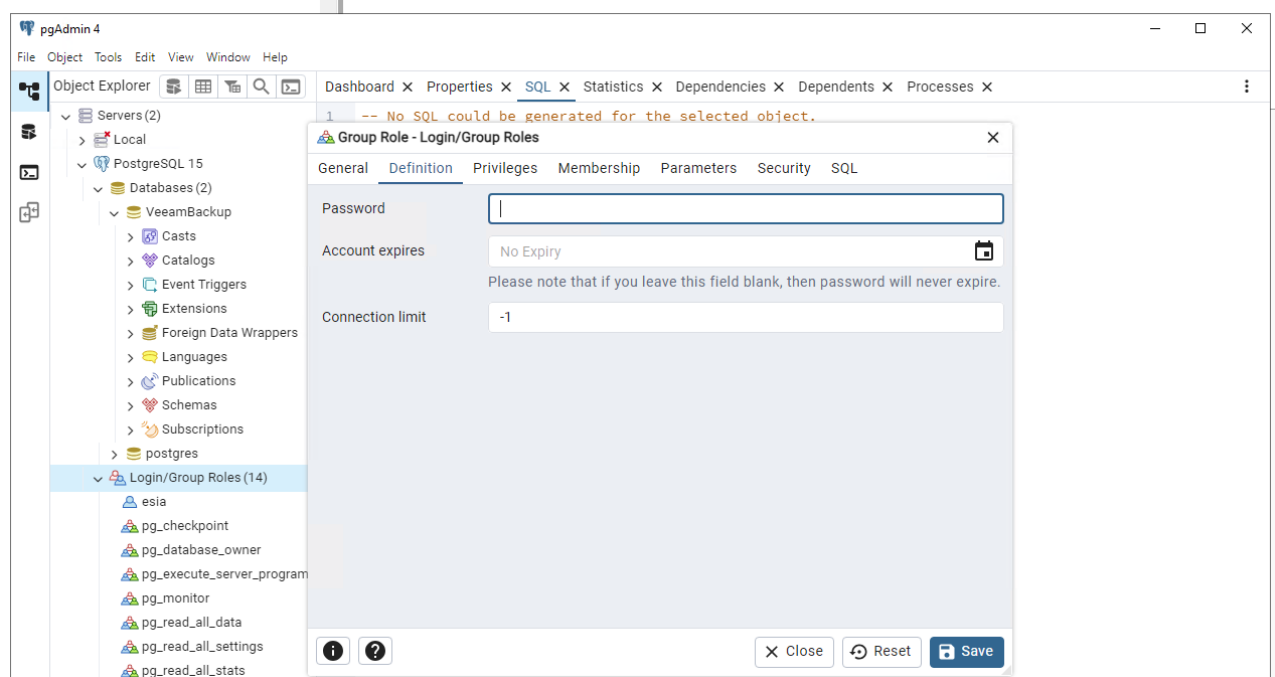 pgAdmin 4
File Object Tools Edit View Window Help
Object Explorer
Dashboard Properties SQL Statistics Dependencies Dependents Processes
Servers (2)
1 -- No SQL could be generated for the selected object.
Local
PostgreSQL 15
Databases (2)
VeeamBackup
Casts
Catalogs
Event Triggers
Extensions
Foreign Data Wrappers
Languages
Publications
Schemas
Subscriptions
postgres
Login/Group Roles (14)
esia
pg_checkpoint
pg_database_owner
pg_execute_server_program
pg_monitor
pg_read_all_data
pg_read_all_settings
pg_read_all_stats
Group Role - Login/Group Roles
General Definition Privileges Membership Parameters Security SQL
Password
Account expires No Expiry
Please note that if you leave this field blank, then password will never expire.
Connection limit -1
Close Reset Save